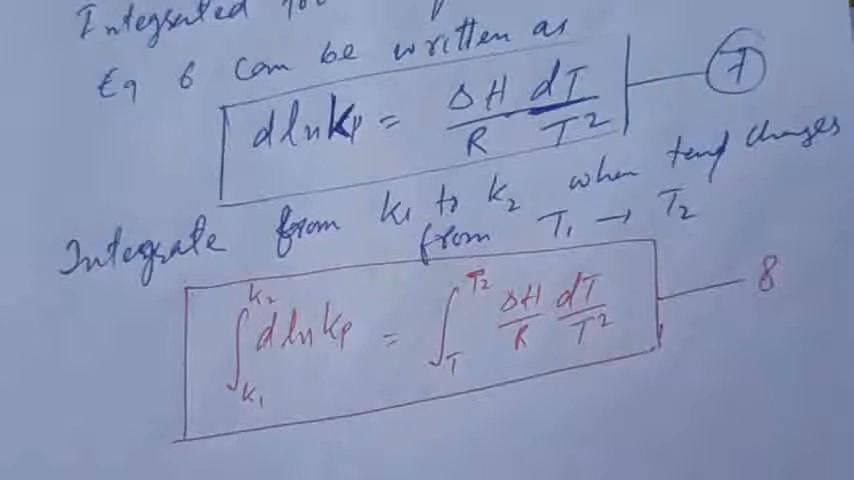 Integrated
Eq 6 can be written as
d ln Kp = ΔH/R dT/T² 7
Integrate from K1 to K2 when temp changes
from T1 → T2
∫K1^K2 d ln Kp = ∫T^T2 ΔH/R dT/T² 8